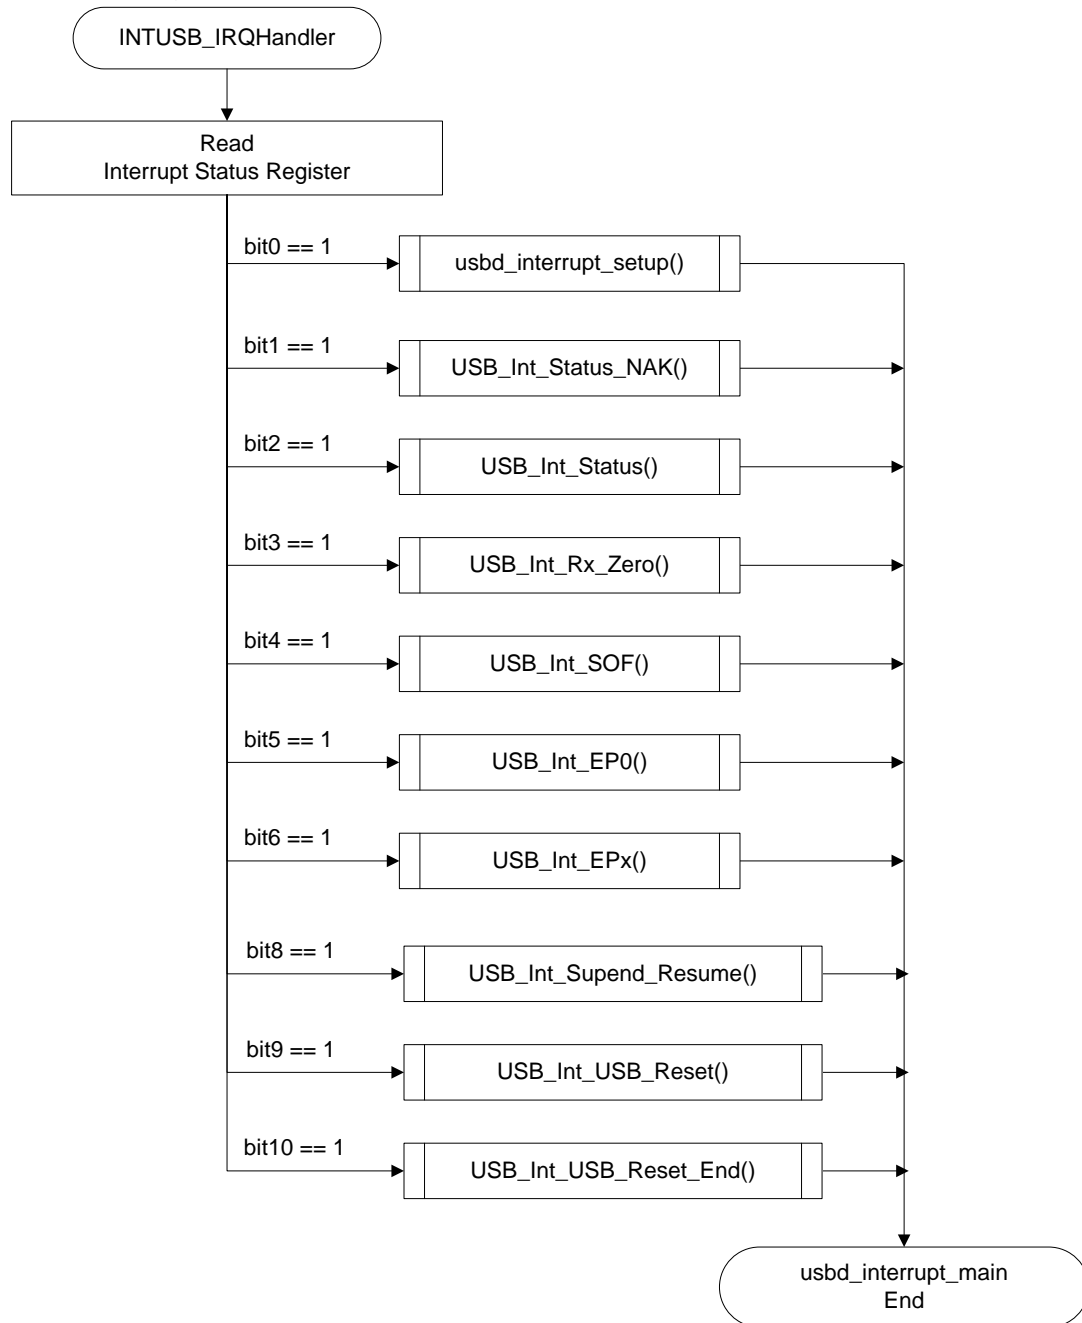 INTUSB_IRQHandler
Read
Interrupt Status Register
bit0 == 1
usbd_interrupt_setup()
bit1 == 1
USB_Int_Status_NAK()
bit2 == 1
USB_Int_Status()
bit3 == 1
USB_Int_Rx_Zero()
bit4 == 1
USB_Int_SOF()
bit5 == 1
USB_Int_EP0()
bit6 == 1
USB_Int_EPx()
bit8 == 1
USB_Int_Supend_Resume()
bit9 == 1
USB_Int_USB_Reset()
bit10 == 1
USB_Int_USB_Reset_End()
usbd_interrupt_main
End